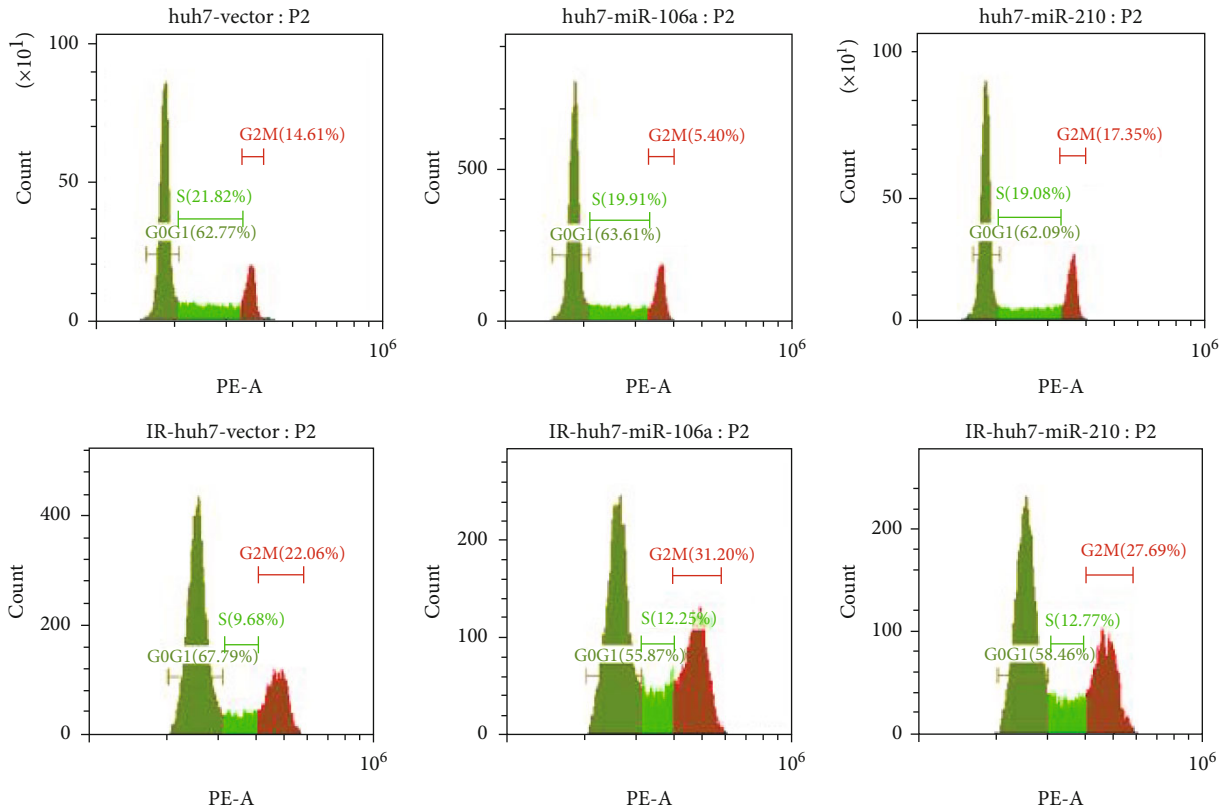 huh7-vector : P2
huh7-miR-106a : P2
huh7-miR-210 : P2
100
(×10¹)
50
0
Count
G2M(14.61%)
S(21.82%)
G0G1(62.77%)
10⁶
PE-A
500
0
Count
G2M(5.40%)
S(19.91%)
G0G1(63.61%)
10⁶
PE-A
100
(×10¹)
50
0
Count
G2M(17.35%)
S(19.08%)
G0G1(62.09%)
10⁶
PE-A
IR-huh7-vector : P2
IR-huh7-miR-106a : P2
IR-huh7-miR-210 : P2
400
200
0
Count
G2M(22.06%)
S(9.68%)
G0G1(67.79%)
10⁶
PE-A
200
100
0
Count
G2M(31.20%)
S(12.25%)
G0G1(55.87%)
10⁶
PE-A
200
100
0
Count
G2M(27.69%)
S(12.77%)
G0G1(58.46%)
10⁶
PE-A